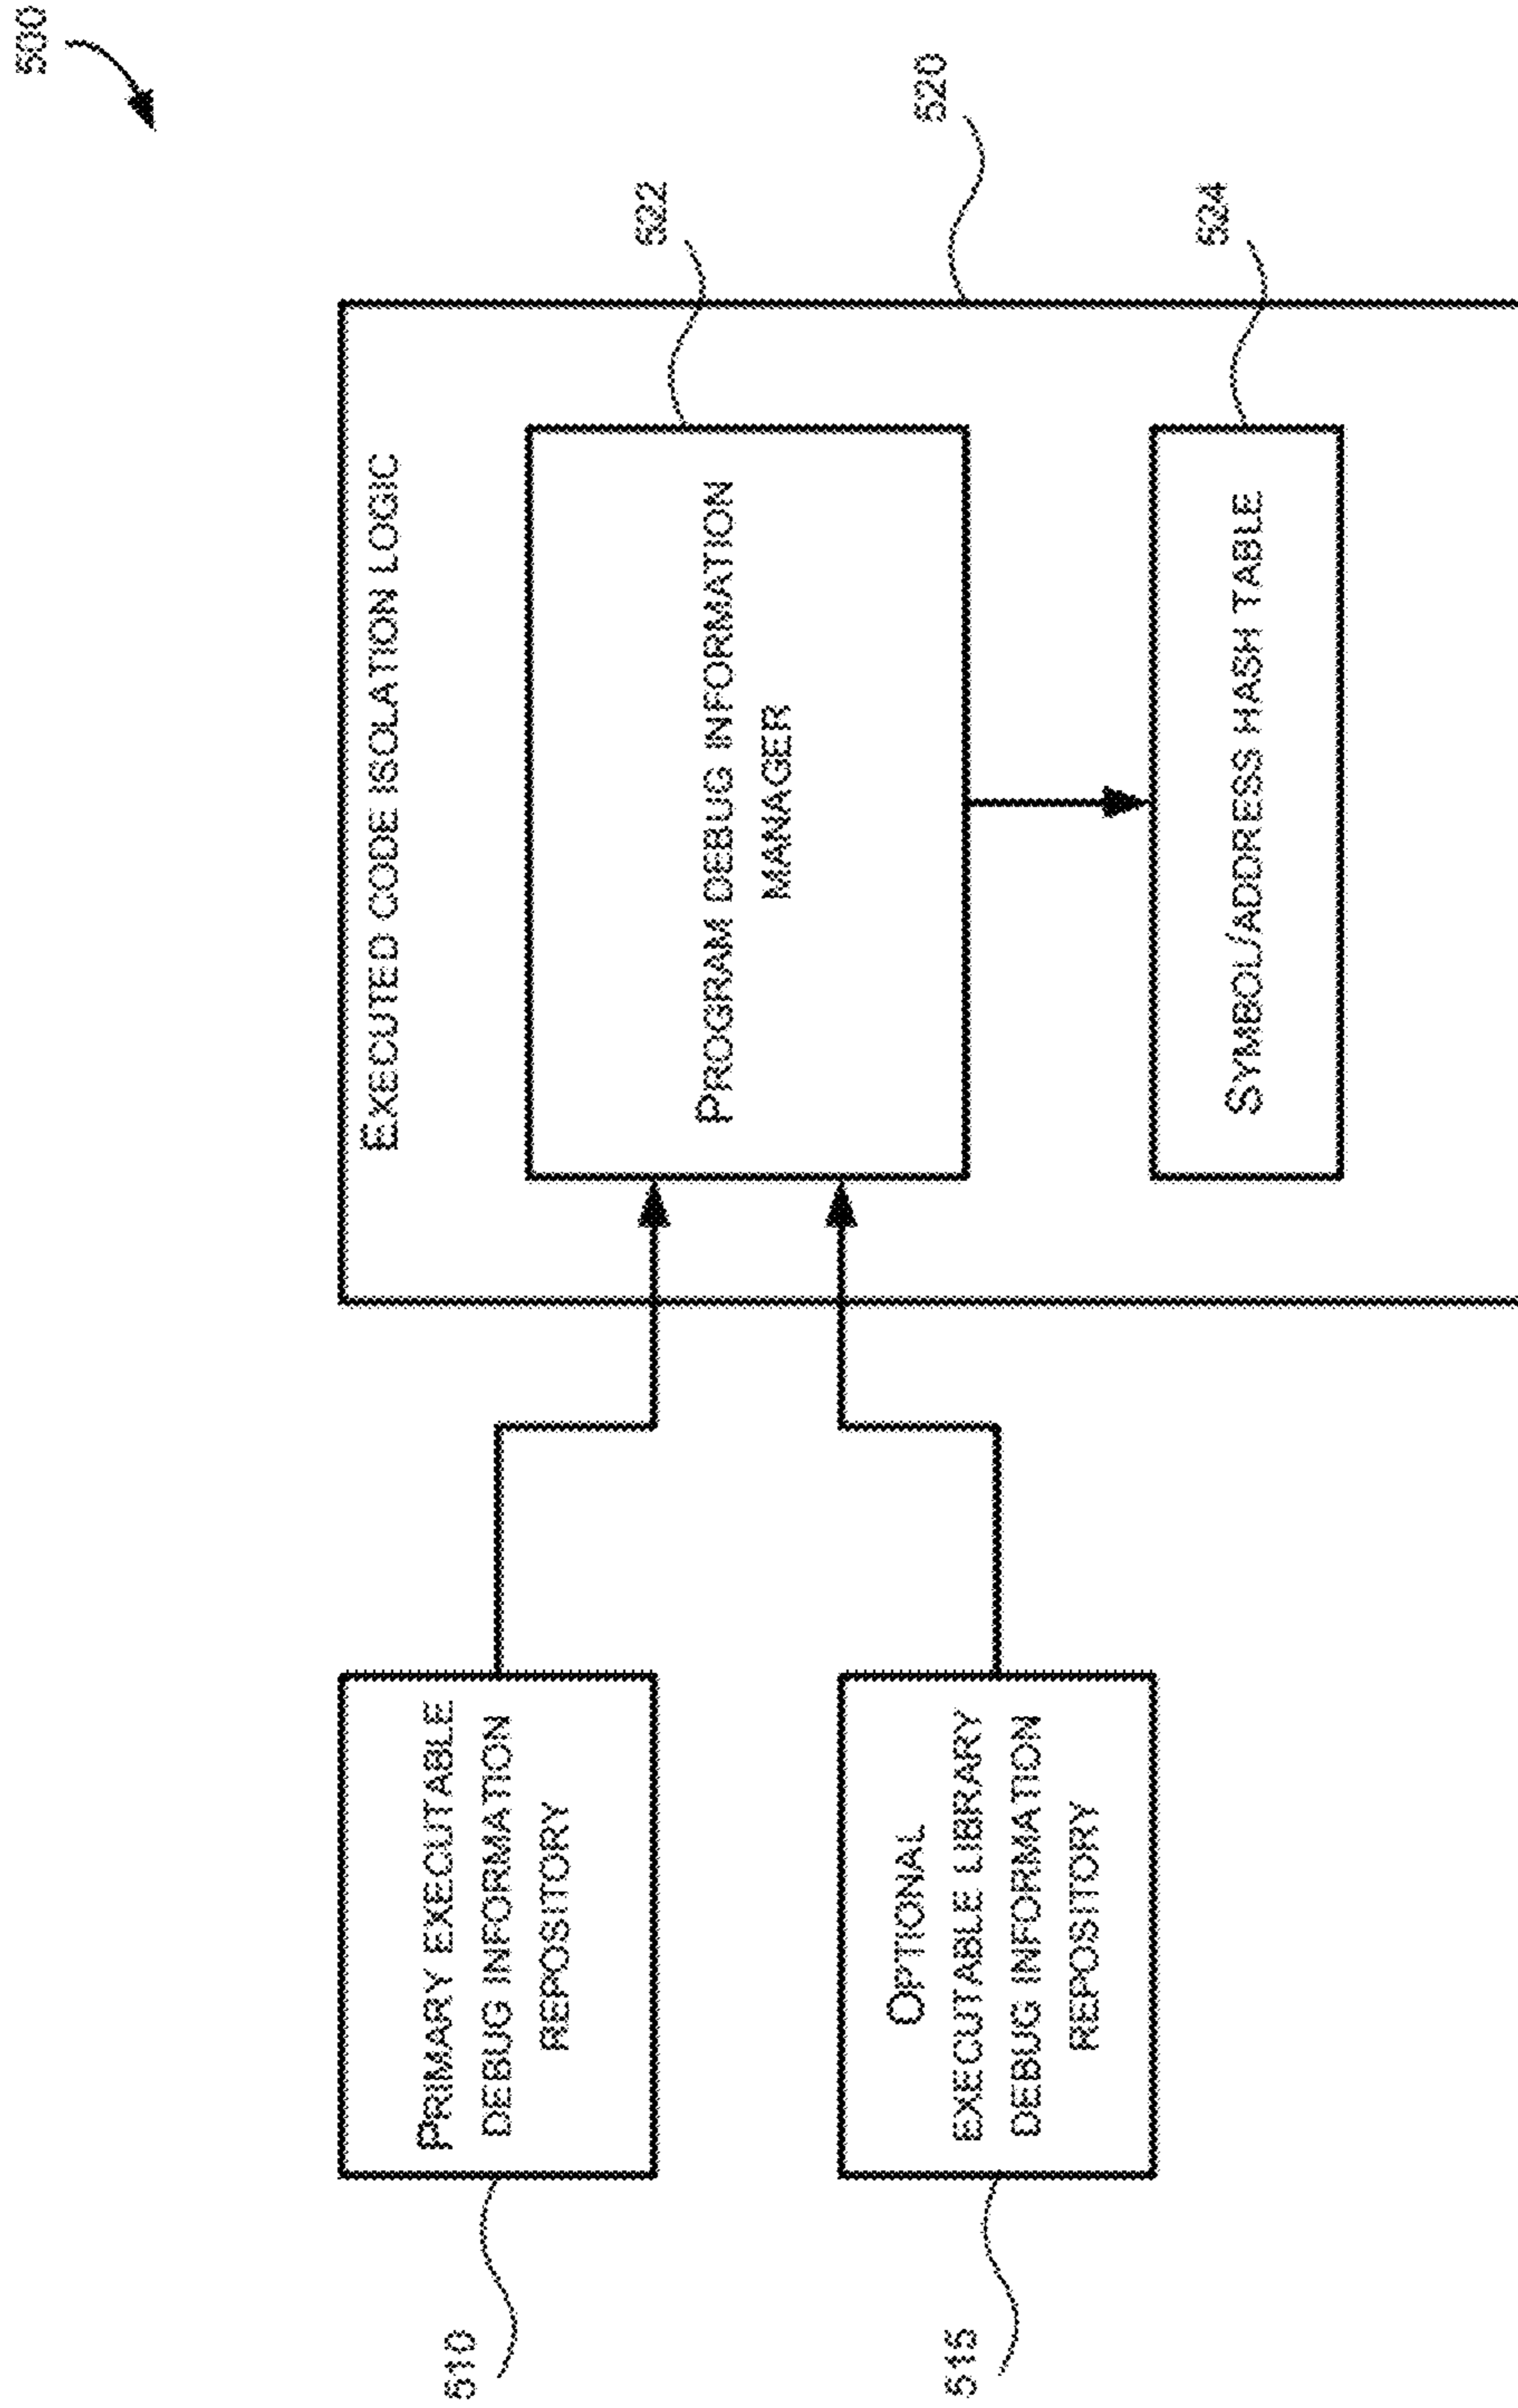 500
EXECUTED CODE ISOLATION LOGIC
520
PROGRAM DEBUG INFORMATION
MANAGER
522
SYMBOL/ADDRESS HASH TABLE
524
PRIMARY EXECUTABLE
DEBUG INFORMATION
REPOSITORY
510
OPTIONAL
EXECUTABLE LIBRARY
DEBUG INFORMATION
REPOSITORY
515